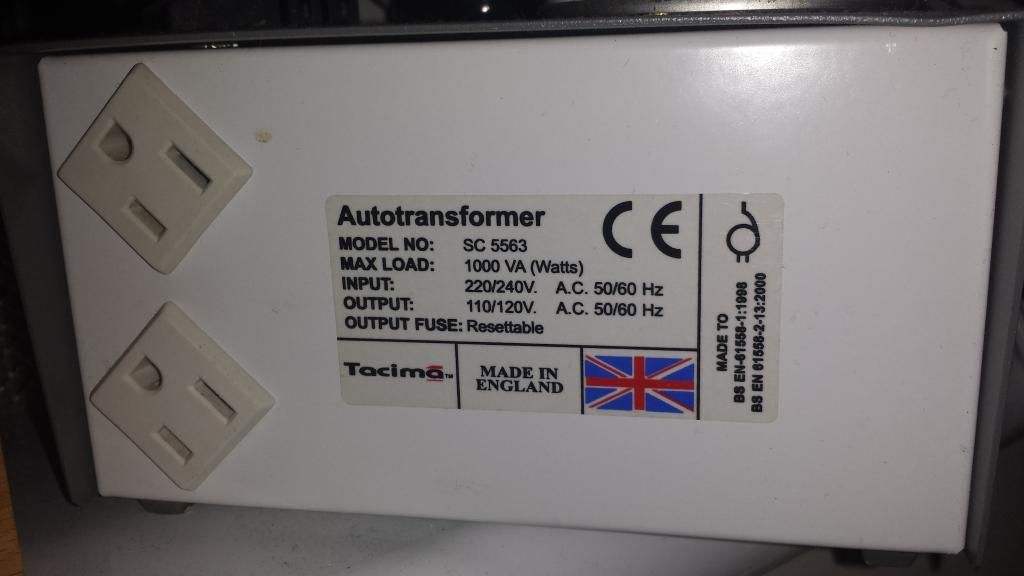 Autotransformer
CE
MODEL NO: SC 5563
MAX LOAD: 1000 VA (Watts)
INPUT: 220/240V. A.C. 50/60 Hz
OUTPUT: 110/120V. A.C. 50/60 Hz
OUTPUT FUSE: Resettable
Tacima™
MADE IN
ENGLAND
MADE TO
BS EN-61558-1:1998
BS EN 61558-2-13:2000